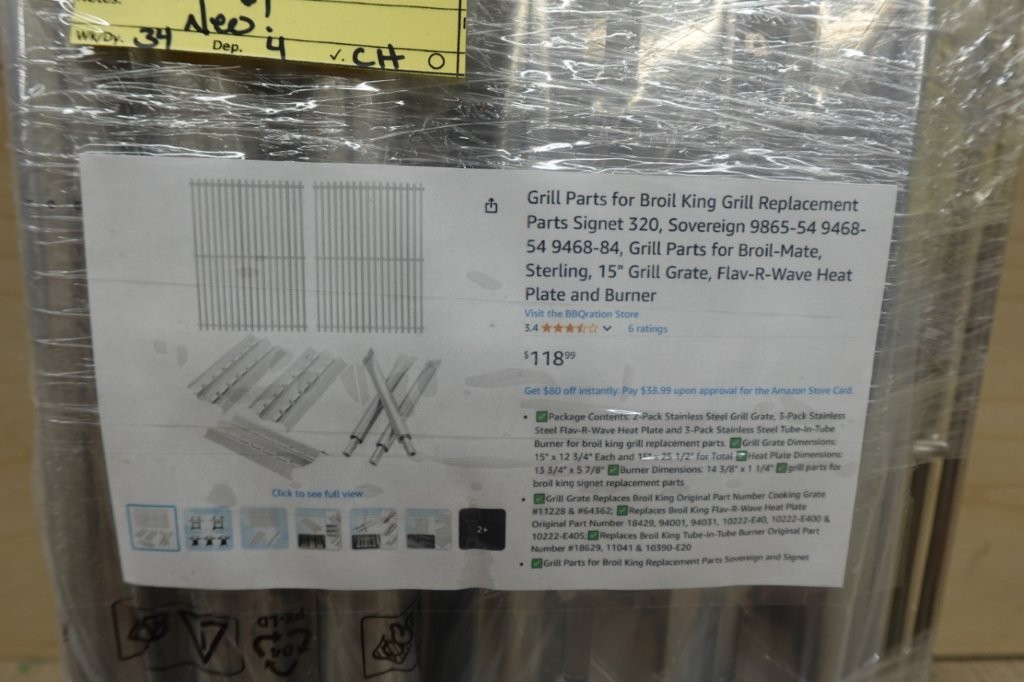 New!
Wk/Dy. 34 Dep. 4 ✓. CH
Grill Parts for Broil King Grill Replacement
Parts Signet 320, Sovereign 9865-54 9468-
54 9468-84, Grill Parts for Broil-Mate,
Sterling, 15" Grill Grate, Flav-R-Wave Heat
Plate and Burner
Visit the BBQration Store
3.4 6 ratings
$118⁹⁹
Get $80 off instantly: Pay $38.99 upon approval for the Amazon Store Card.
• ✅Package Contents: 2-Pack Stainless Steel Grill Grate, 3-Pack Stainless
Steel Flav-R-Wave Heat Plate and 3-Pack Stainless Steel Tube-in-Tube
Burner for broil king grill replacement parts. ✅Grill Grate Dimensions:
15" x 12 3/4" Each and 15" x 25 1/2" for Total ✅Heat Plate Dimensions:
13 3/4" x 5 7/8" ✅Burner Dimensions: 14 3/8" x 1 1/4" ✅grill parts for
broil king signet replacement parts
• ✅Grill Grate Replaces Broil King Original Part Number Cooking Grate
#11228 & #64362; ✅Replaces Broil King Flav-R-Wave Heat Plate
Original Part Number 18429, 94001, 94031, 10222-E40, 10222-E400 &
10222-E405; ✅Replaces Broil King Tube-in-Tube Burner Original Part
Number #18629, 11041 & 10390-E20
• ✅Grill Parts for Broil King Replacement Parts Sovereign and Signet
Click to see full view
2+
04
PE-LD